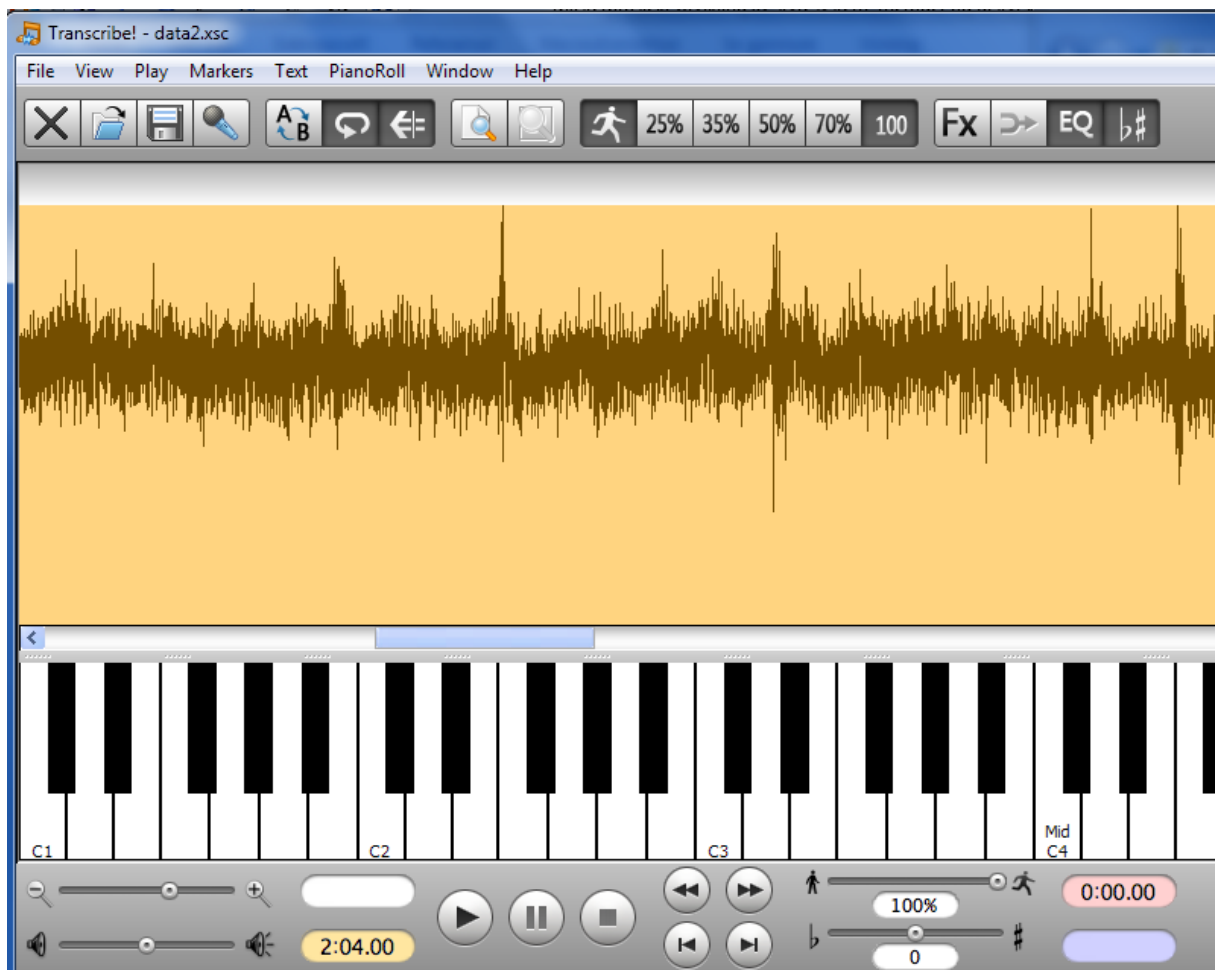 Transcribe! - data2.xsc
File View Play Markers Text PianoRoll Window Help
A B 25% 35% 50% 70% 100 Fx EQ ♭♯
Mid
C1 C2 C3 C4
100% 0:00.00
2:04.00 ♭ ♯
0